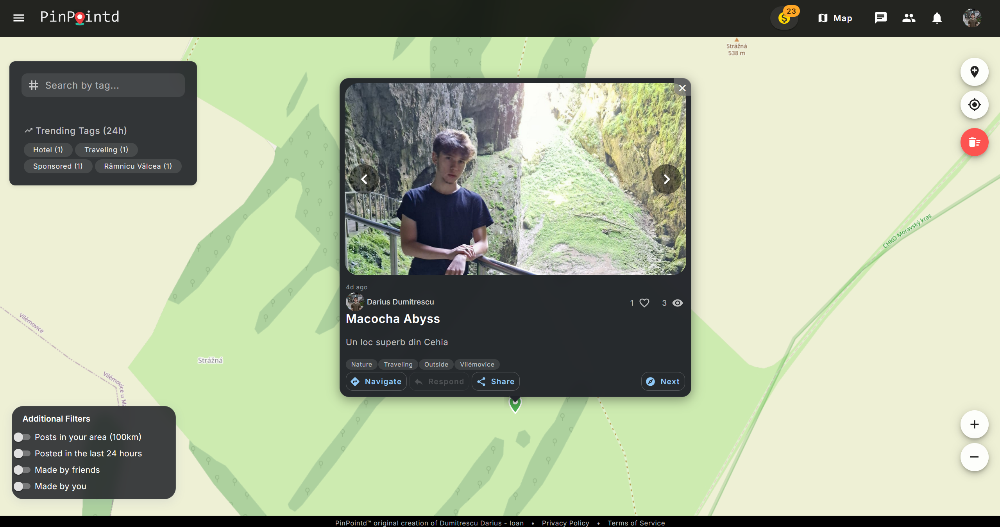 PinPointd
23
Map
Strážná
538 m
Search by tag...
Trending Tags (24h)
Hotel (1)
Traveling (1)
Sponsored (1)
Râmnicu Vâlcea (1)
CHKO Moravský kras
4d ago
Darius Dumitrescu
1
3
Macocha Abyss
Un loc superb din Cehia
Nature
Traveling
Outside
Vilémovice
Navigate
Respond
Share
Next
Vilémovice
Strážná
Additional Filters
Posts in your area (100km)
Posted in the last 24 hours
Made by friends
Made by you
PinPointd™ original creation of Dumitrescu Darius - Ioan • Privacy Policy • Terms of Service